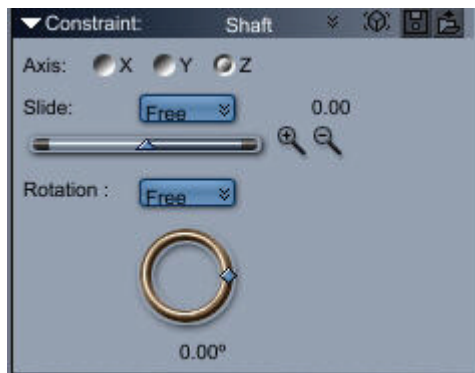 Constraint: Shaft
Axis: X Y Z
Slide: Free 0.00
Rotation : Free
0.00º